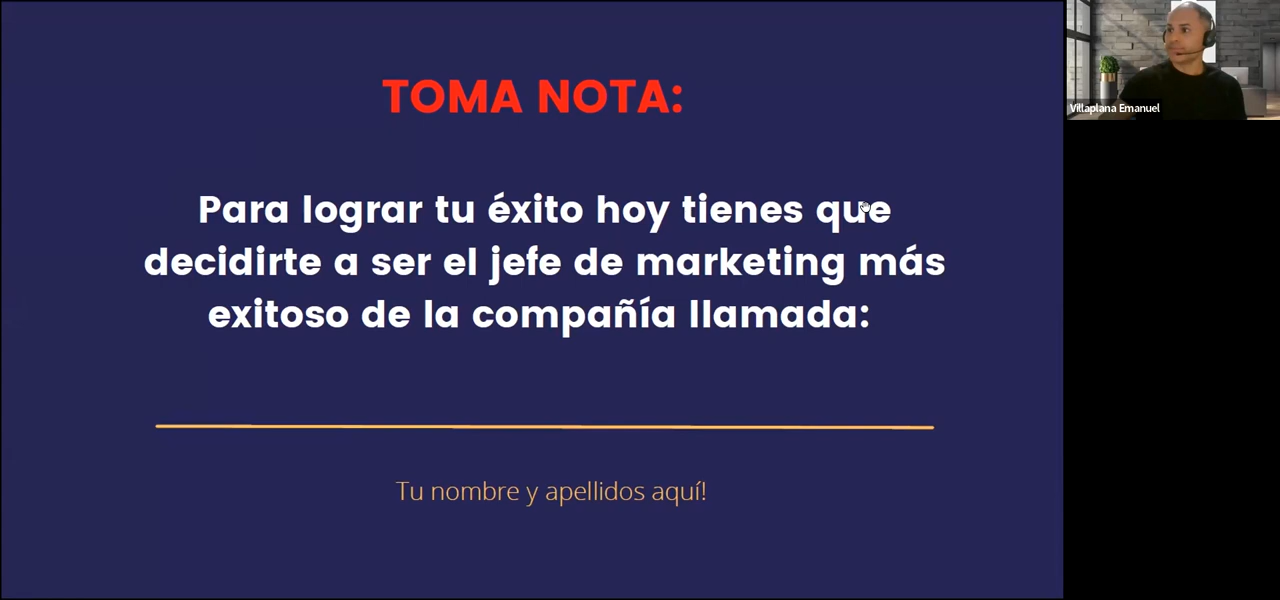 TOMA NOTA:
Para lograr tu éxito hoy tienes que
decidirte a ser el jefe de marketing más
exitoso de la compañía llamada:
Tu nombre y apellidos aquí!
Villaplana Emanuel